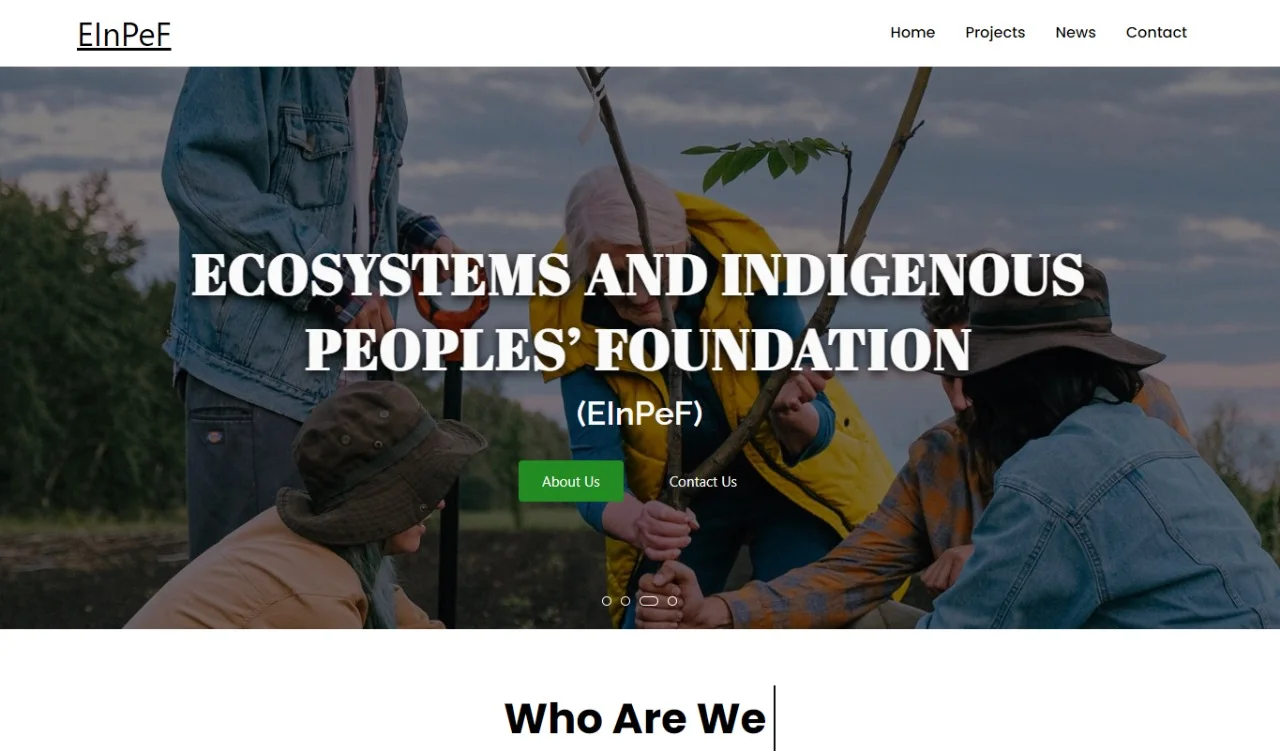 EInPeF
Home Projects News Contact
ECOSYSTEMS AND INDIGENOUS
PEOPLES’ FOUNDATION
(EInPeF)
About Us Contact Us
Who Are We